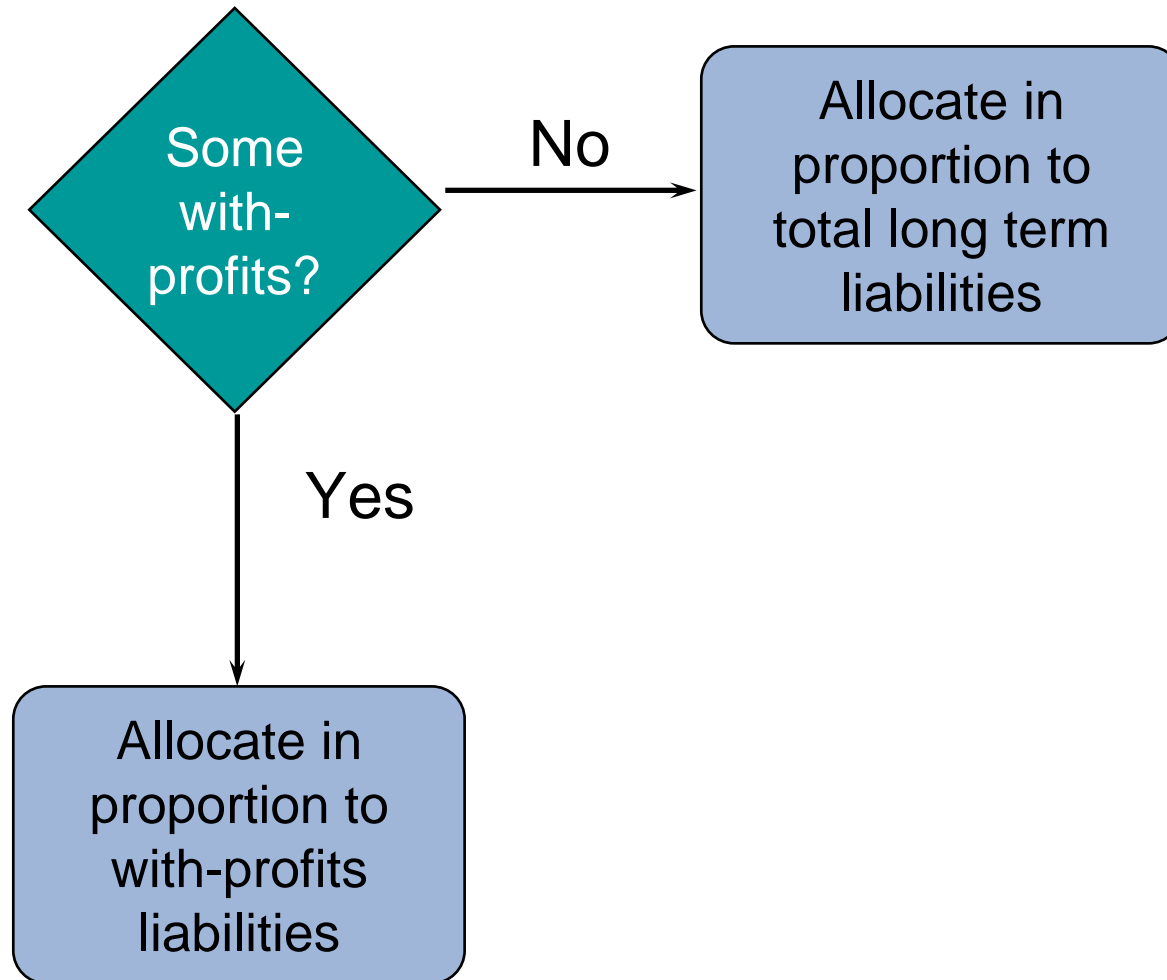 Some
with-
profits?
No
Allocate in
proportion to
total long term
liabilities
Yes
Allocate in
proportion to
with-profits
liabilities